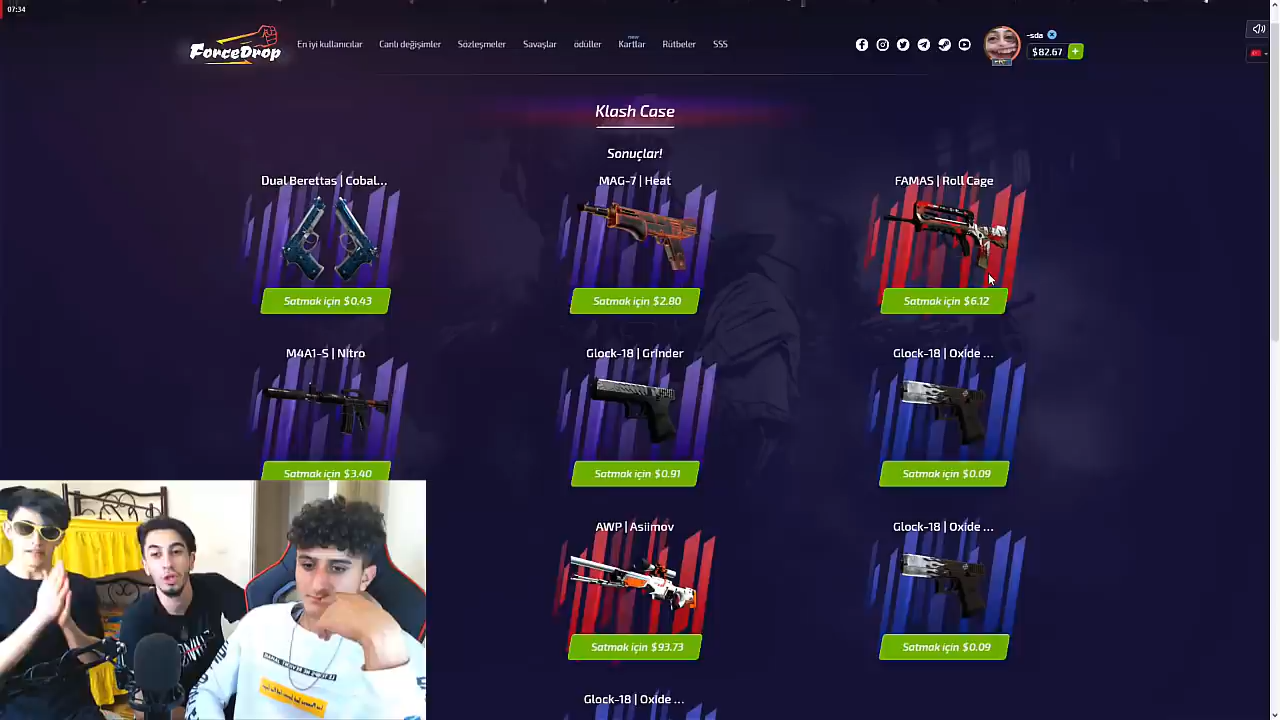 07:34
ForceDrop
En iyi kullanıcılar
Canlı değişimler
Sözleşmeler
Savaşlar
ödüller
new
Kartlar
Rütbeler
SSS
-sda
$82.67 +
Klash Case
Sonuçlar!
Dual Berettas | Cobal...
MAG-7 | Heat
FAMAS | Roll Cage
Satmak için $0.43
Satmak için $2.80
Satmak için $6.12
M4A1-S | Nitro
Glock-18 | Grinder
Glock-18 | Oxide ...
Satmak için $3.40
Satmak için $0.91
Satmak için $0.09
AWP | Asiimov
Glock-18 | Oxide ...
Satmak için $93.73
Satmak için $0.09
Glock-18 | Oxide ...